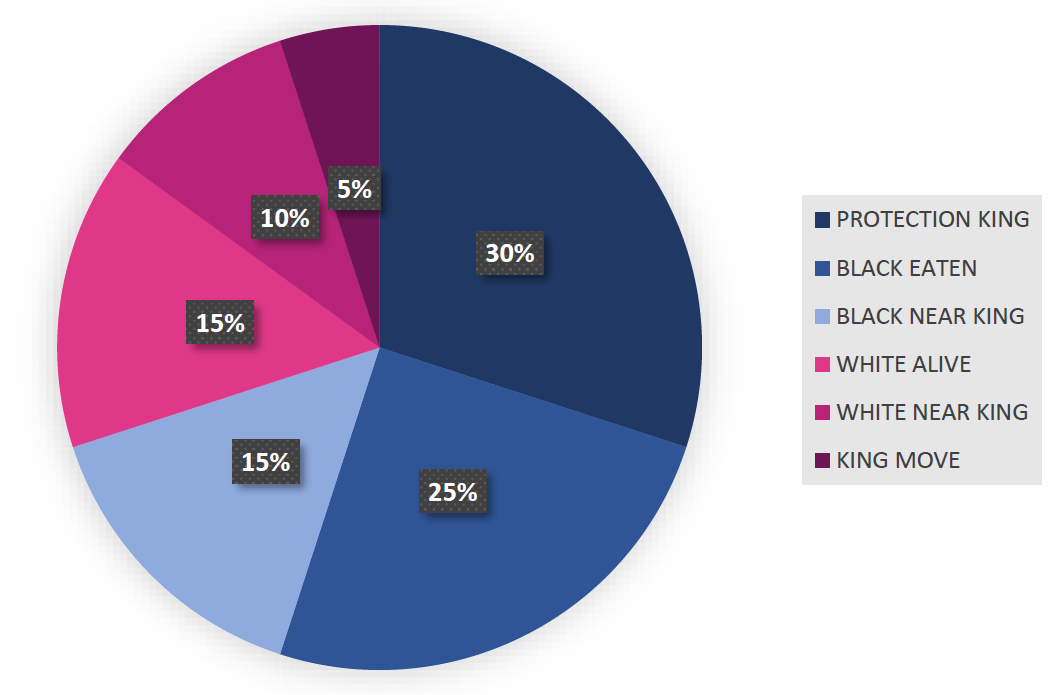 5%
10%
30%
15%
15%
25%
PROTECTION KING
BLACK EATEN
BLACK NEAR KING
WHITE ALIVE
WHITE NEAR KING
KING MOVE